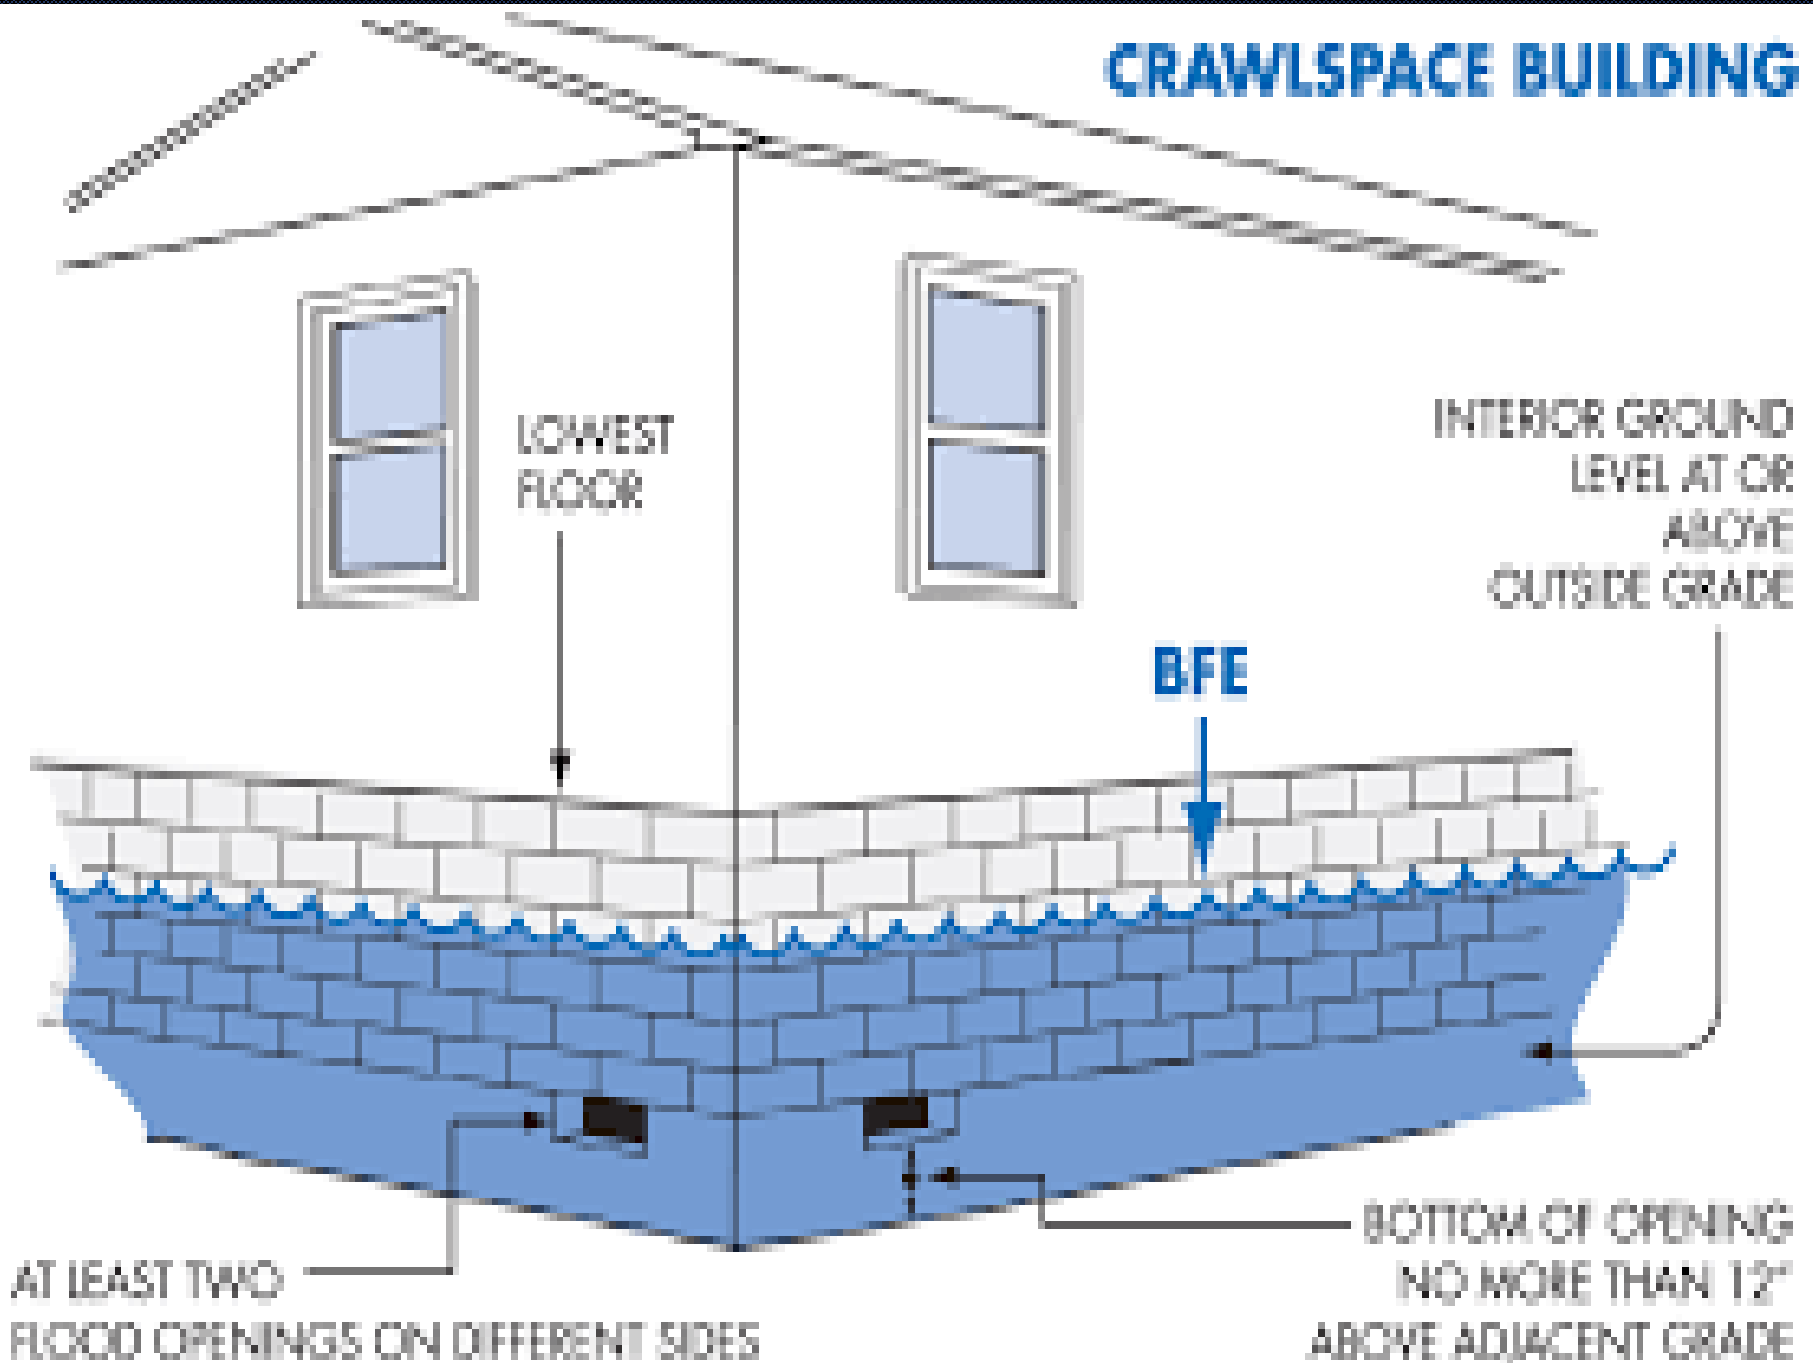 CRAWLSPACE BUILDING
LOWEST
FLOOR
INTERIOR GROUND
LEVEL AT OR
ABOVE
OUTSIDE GRADE
BFE
BOTTOM OF OPENING
NO MORE THAN 12"
ABOVE ADJACENT GRADE
AT LEAST TWO
FLOOD OPENINGS ON DIFFERENT SIDES